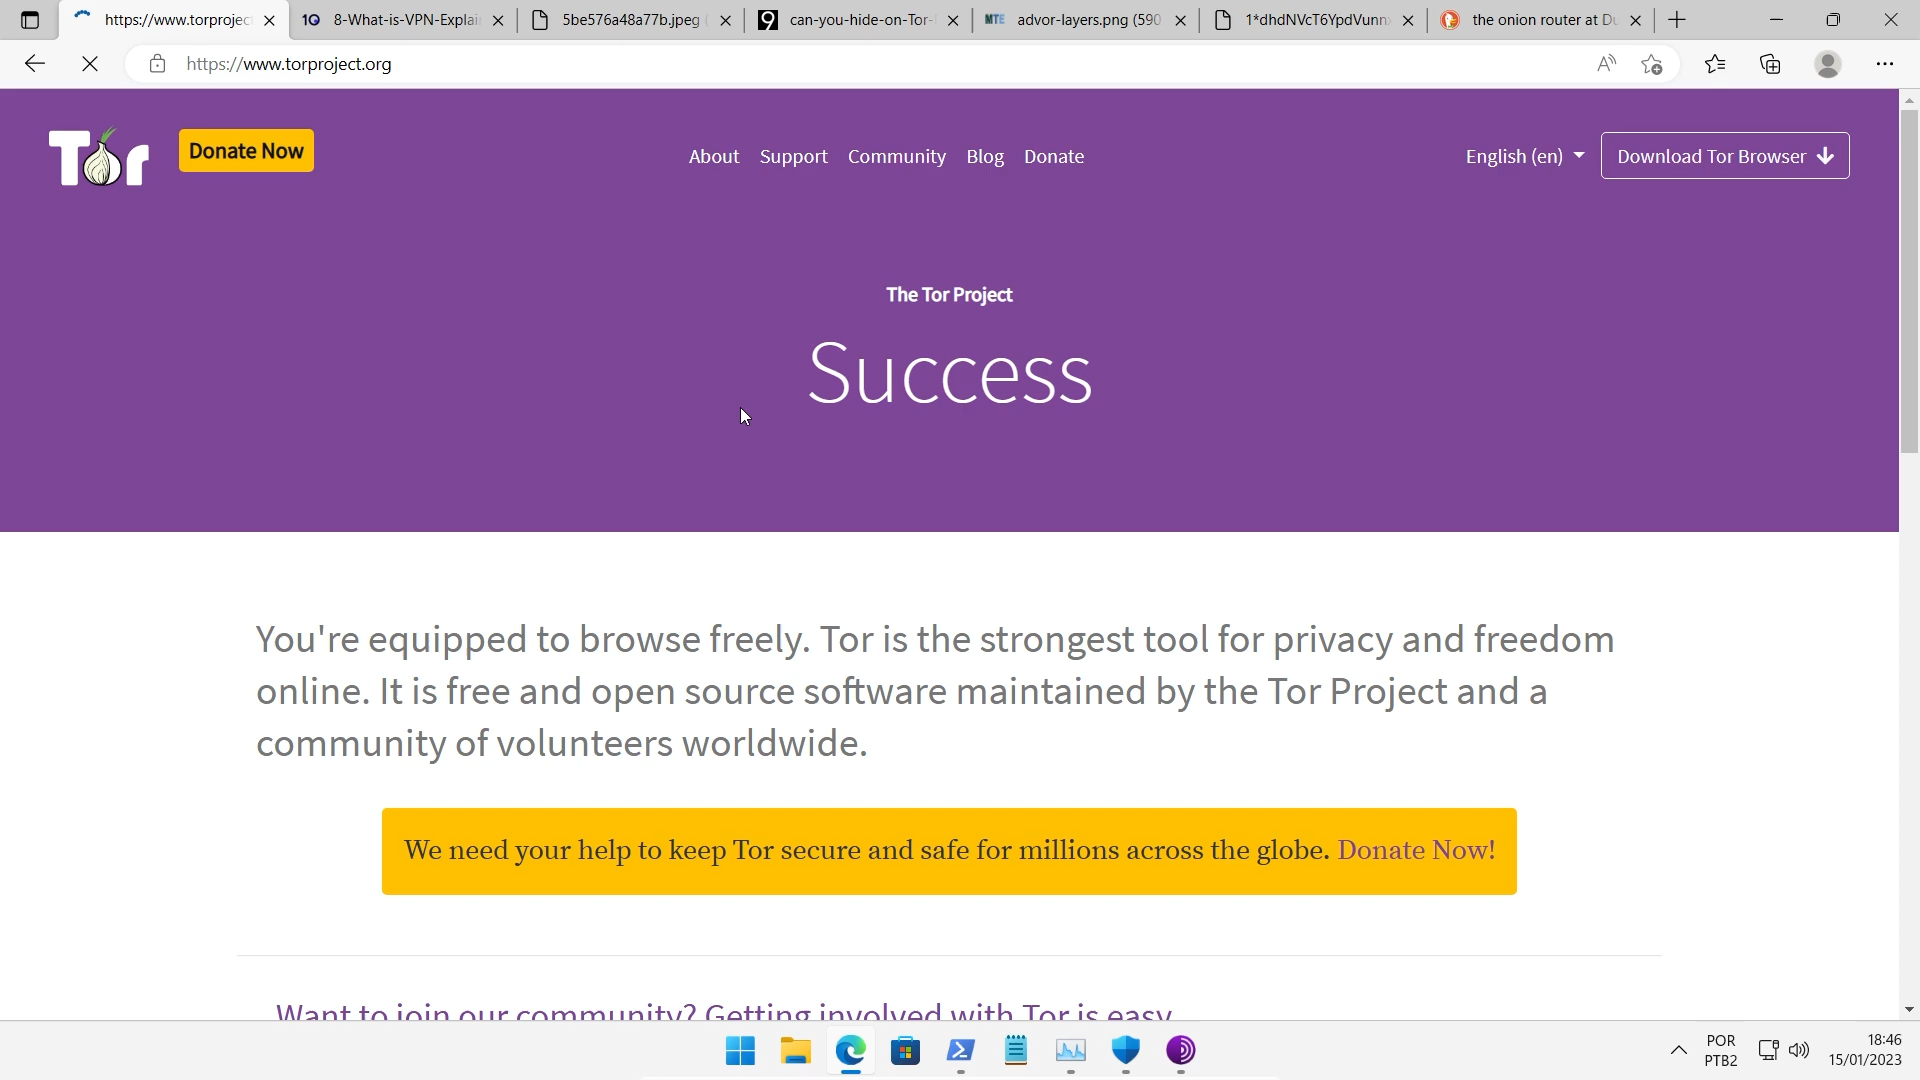 https://www.torprojec
8-What-is-VPN-Explai
5be576a48a77b.jpeg (
can-you-hide-on-Tor-
MTE
advor-layers.png (590
1*dhdNVcT6YpdVunn
the onion router at Du
https://www.torproject.org
Tor
Donate Now
About
Support
Community
Blog
Donate
English (en)
Download Tor Browser
The Tor Project
Success
You're equipped to browse freely. Tor is the strongest tool for privacy and freedom
online. It is free and open source software maintained by the Tor Project and a
community of volunteers worldwide.
We need your help to keep Tor secure and safe for millions across the globe. Donate Now!
Want to join our community? Getting involved with Tor is easy
POR
PTB2
18:46
15/01/2023